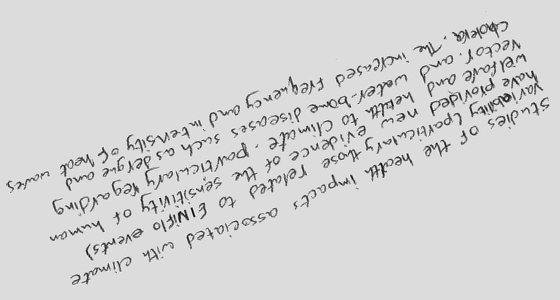 studies of the health impacts associated with climate
variability (particularly those related to ElNiflo events)
have provided new evidence of the sensitivity of human
welfare and health to climate. particularly regarding
vector. and water-borne diseases such as dergue and
cholera. The increased frequency and intensity of heat waves